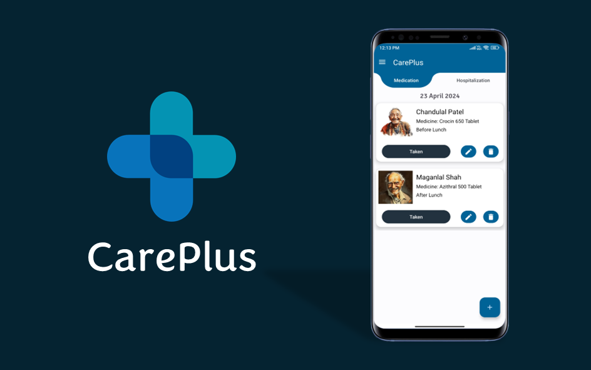 CarePlus
12:13 PM
CarePlus
Medication
Hospitalization
23 April 2024
Chandulal Patel
Medicine: Crocin 650 Tablet
Before Lunch
Taken
Maganlal Shah
Medicine: Azithral 500 Tablet
After Lunch
Taken